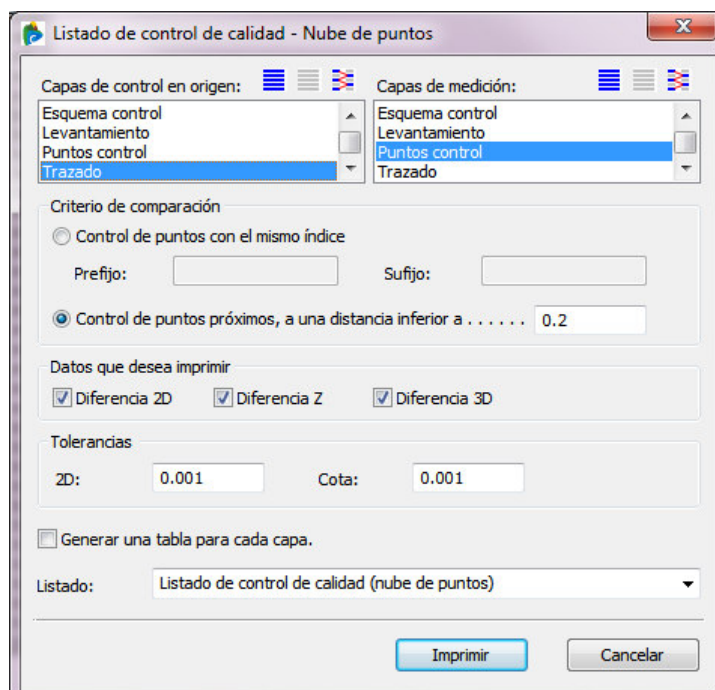 Listado de control de calidad - Nube de puntos
Capas de control en origen:
Capas de medición:
Esquema control
Levantamiento
Puntos control
Trazado
Esquema control
Levantamiento
Puntos control
Trazado
Criterio de comparación
Control de puntos con el mismo índice
Prefijo:
Sufijo:
Control de puntos próximos, a una distancia inferior a . . . . . . 0.2
Datos que desea imprimir
Diferencia 2D
Diferencia Z
Diferencia 3D
Tolerancias
2D: 0.001
Cota: 0.001
Generar una tabla para cada capa.
Listado: Listado de control de calidad (nube de puntos)
Imprimir
Cancelar